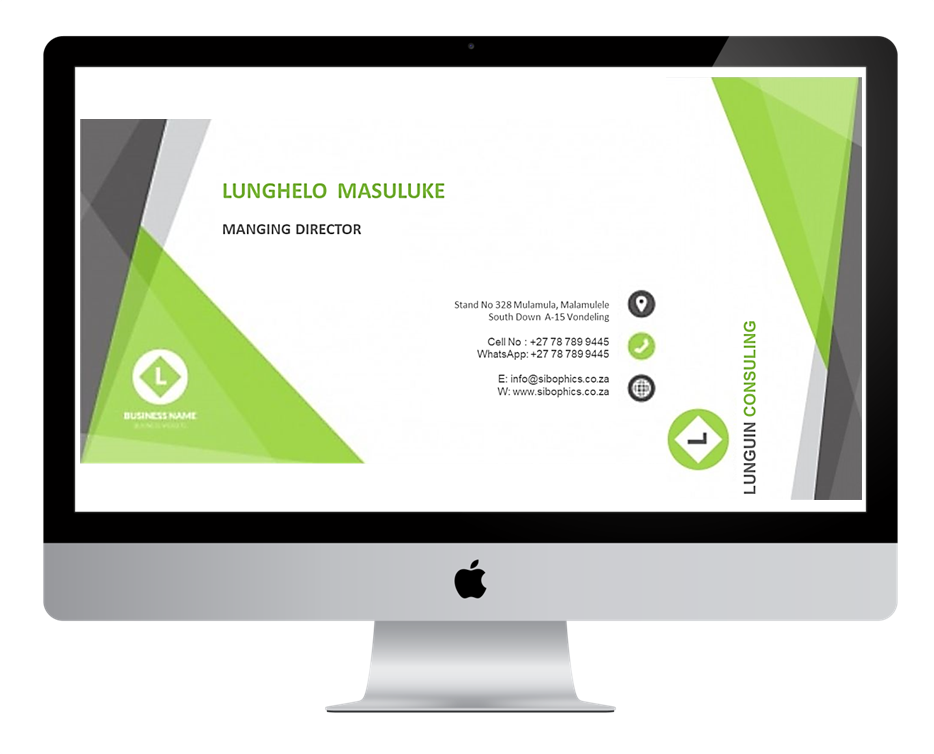 LUNGHELO MASULUKE
MANGING DIRECTOR
Stand No 328 Mulamula, Malamulele
South Down A-15 Vondeling
Cell No : +27 78 789 9445
WhatsApp: +27 78 789 9445
E: info@sibophics.co.za
W: www.sibophics.co.za
L
BUSINESS NAME
L
LUNGUIN CONSULING